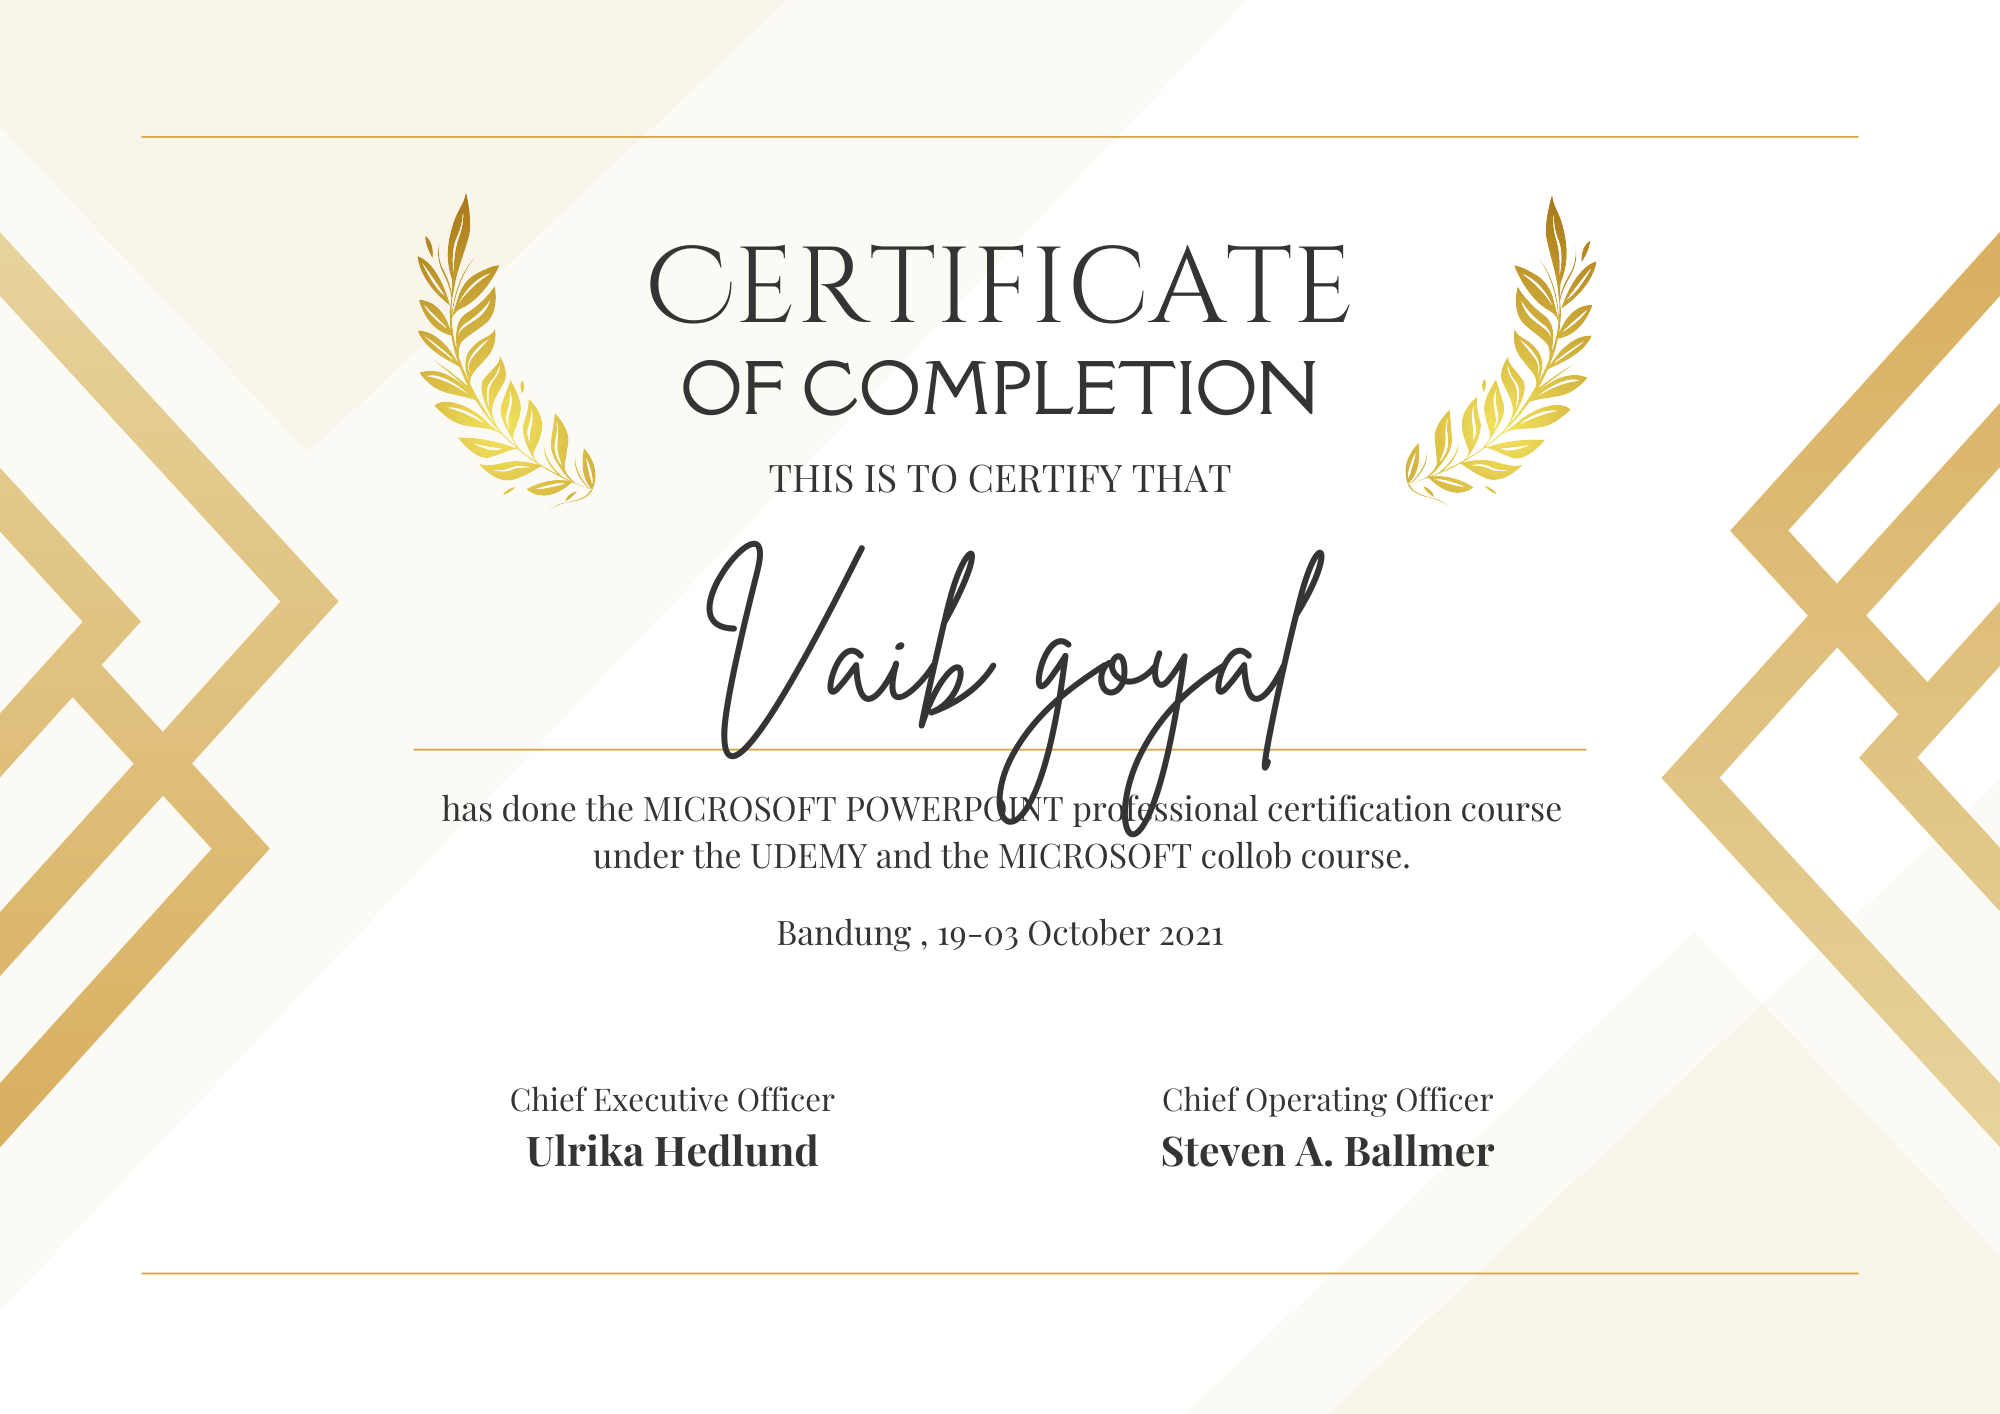 CERTIFICATE
OF COMPLETION
THIS IS TO CERTIFY THAT
Vaib goyal
has done the MICROSOFT POWERPOINT professional certification course
under the UDEMY and the MICROSOFT collob course.
Bandung , 19-03 October 2021
Chief Executive Officer
Ulrika Hedlund
Chief Operating Officer
Steven A. Ballmer